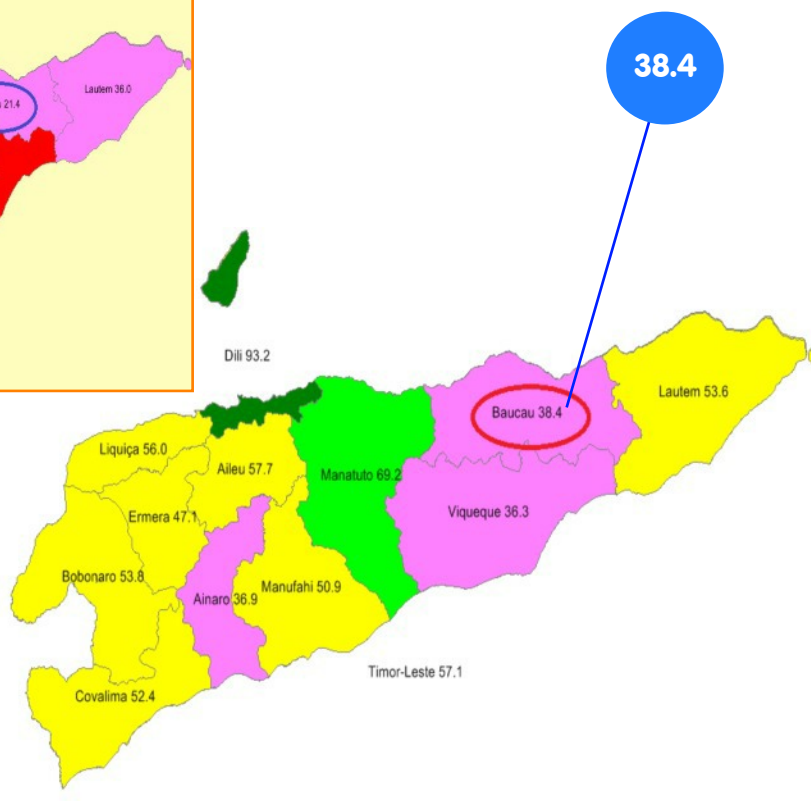 38.4
Lautem 36.0
21.4
Dili 93.2
Lautem 53.6
Baucau 38.4
Liquiça 56.0
Aileu 57.7
Manatuto 69.2
Viqueque 36.3
Ermera 47.1
Bobonaro 53.8
Manufahi 50.9
Ainaro 36.9
Timor-Leste 57.1
Covalima 52.4